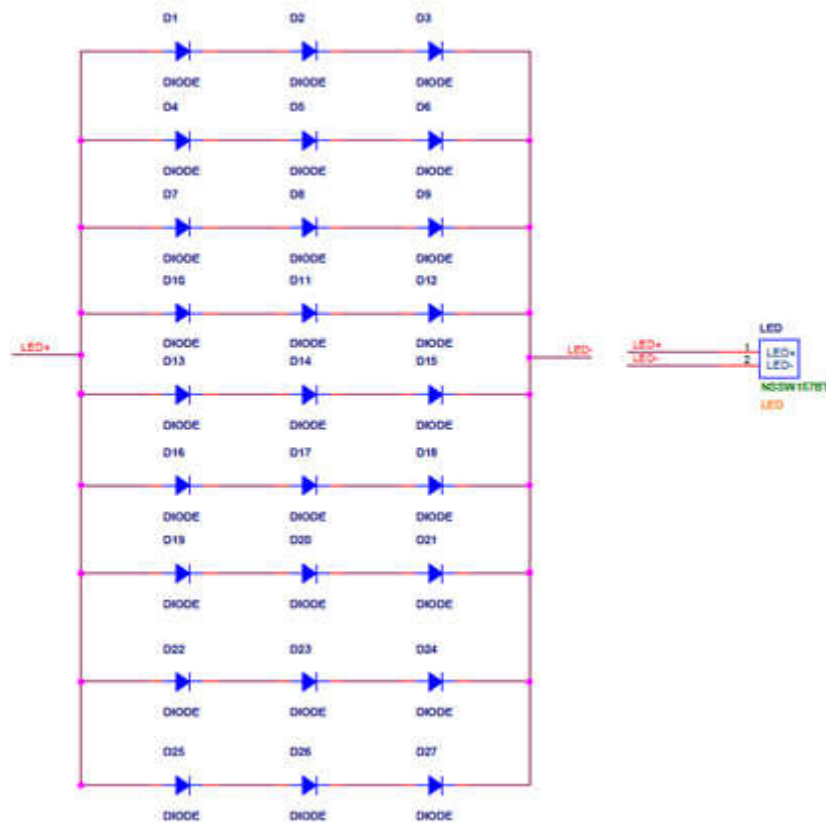 D1 D2 D3
DIODE DIODE DIODE
D4 D5 D6
DIODE DIODE DIODE
D7 D8 D9
DIODE DIODE DIODE
D10 D11 D12
LED
DIODE DIODE DIODE
LED+ LED- LED+ 1 LED+
D13 D14 D15 LED- 2 LED-
LED
DIODE DIODE DIODE
D16 D17 D18
DIODE DIODE DIODE
D19 D20 D21
DIODE DIODE DIODE
D22 D23 D24
DIODE DIODE DIODE
D25 D26 D27
DIODE DIODE DIODE